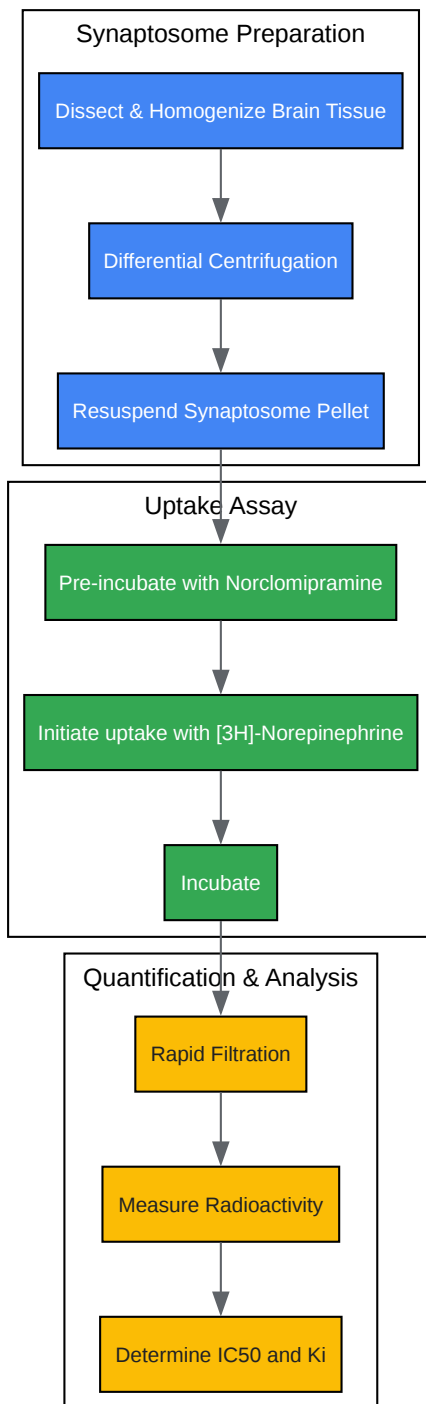 Synaptosome Preparation
Dissect & Homogenize Brain Tissue
Differential Centrifugation
Resuspend Synaptosome Pellet
Uptake Assay
Pre-incubate with Norclomipramine
Initiate uptake with [3H]-Norepinephrine
Incubate
Quantification & Analysis
Rapid Filtration
Measure Radioactivity
Determine IC50 and Ki